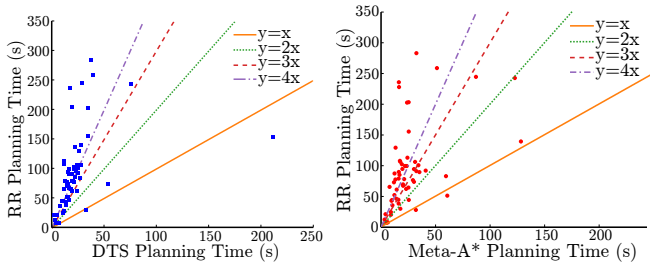 350
300
250
200
150
100
50
0
0 50 100 150 200 250
RR Planning Time (s)
DTS Planning Time (s)
y=x
y=2x
y=3x
y=4x
350
300
250
200
150
100
50
0
0 50 100 150 200
RR Planning Time (s)
Meta-A* Planning Time (s)
y=x
y=2x
y=3x
y=4x